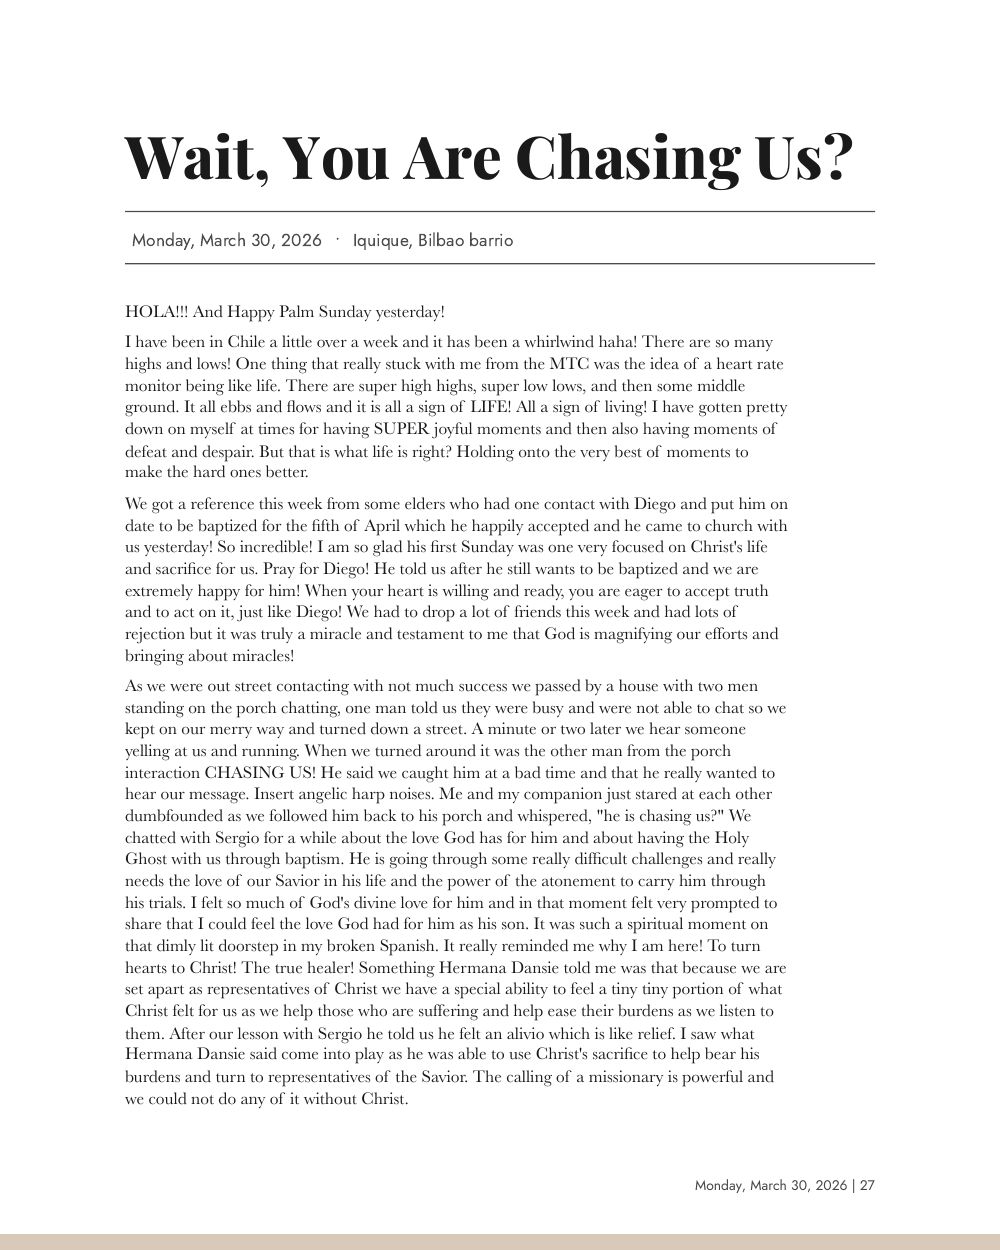 Wait, You Are Chasing Us?
Monday, March 30, 2026 · Iquique, Bilbao barrio
HOLA!!! And Happy Palm Sunday yesterday!
I have been in Chile a little over a week and it has been a whirlwind haha! There are so many
highs and lows! One thing that really stuck with me from the MTC was the idea of a heart rate
monitor being like life. There are super high highs, super low lows, and then some middle
ground. It all ebbs and flows and it is all a sign of LIFE! All a sign of living! I have gotten pretty
down on myself at times for having SUPER joyful moments and then also having moments of
defeat and despair. But that is what life is right? Holding onto the very best of moments to
make the hard ones better.
We got a reference this week from some elders who had one contact with Diego and put him on
date to be baptized for the fifth of April which he happily accepted and he came to church with
us yesterday! So incredible! I am so glad his first Sunday was one very focused on Christ's life
and sacrifice for us. Pray for Diego! He told us after he still wants to be baptized and we are
extremely happy for him! When your heart is willing and ready, you are eager to accept truth
and to act on it, just like Diego! We had to drop a lot of friends this week and had lots of
rejection but it was truly a miracle and testament to me that God is magnifying our efforts and
bringing about miracles!
As we were out street contacting with not much success we passed by a house with two men
standing on the porch chatting, one man told us they were busy and were not able to chat so we
kept on our merry way and turned down a street. A minute or two later we hear someone
yelling at us and running. When we turned around it was the other man from the porch
interaction CHASING US! He said we caught him at a bad time and that he really wanted to
hear our message. Insert angelic harp noises. Me and my companion just stared at each other
dumbfounded as we followed him back to his porch and whispered, "he is chasing us?" We
chatted with Sergio for a while about the love God has for him and about having the Holy
Ghost with us through baptism. He is going through some really difficult challenges and really
needs the love of our Savior in his life and the power of the atonement to carry him through
his trials. I felt so much of God's divine love for him and in that moment felt very prompted to
share that I could feel the love God had for him as his son. It was such a spiritual moment on
that dimly lit doorstep in my broken Spanish. It really reminded me why I am here! To turn
hearts to Christ! The true healer! Something Hermana Dansie told me was that because we are
set apart as representatives of Christ we have a special ability to feel a tiny tiny portion of what
Christ felt for us as we help those who are suffering and help ease their burdens as we listen to
them. After our lesson with Sergio he told us he felt an alivio which is like relief. I saw what
Hermana Dansie said come into play as he was able to use Christ's sacrifice to help bear his
burdens and turn to representatives of the Savior. The calling of a missionary is powerful and
we could not do any of it without Christ.
Monday, March 30, 2026 | 27